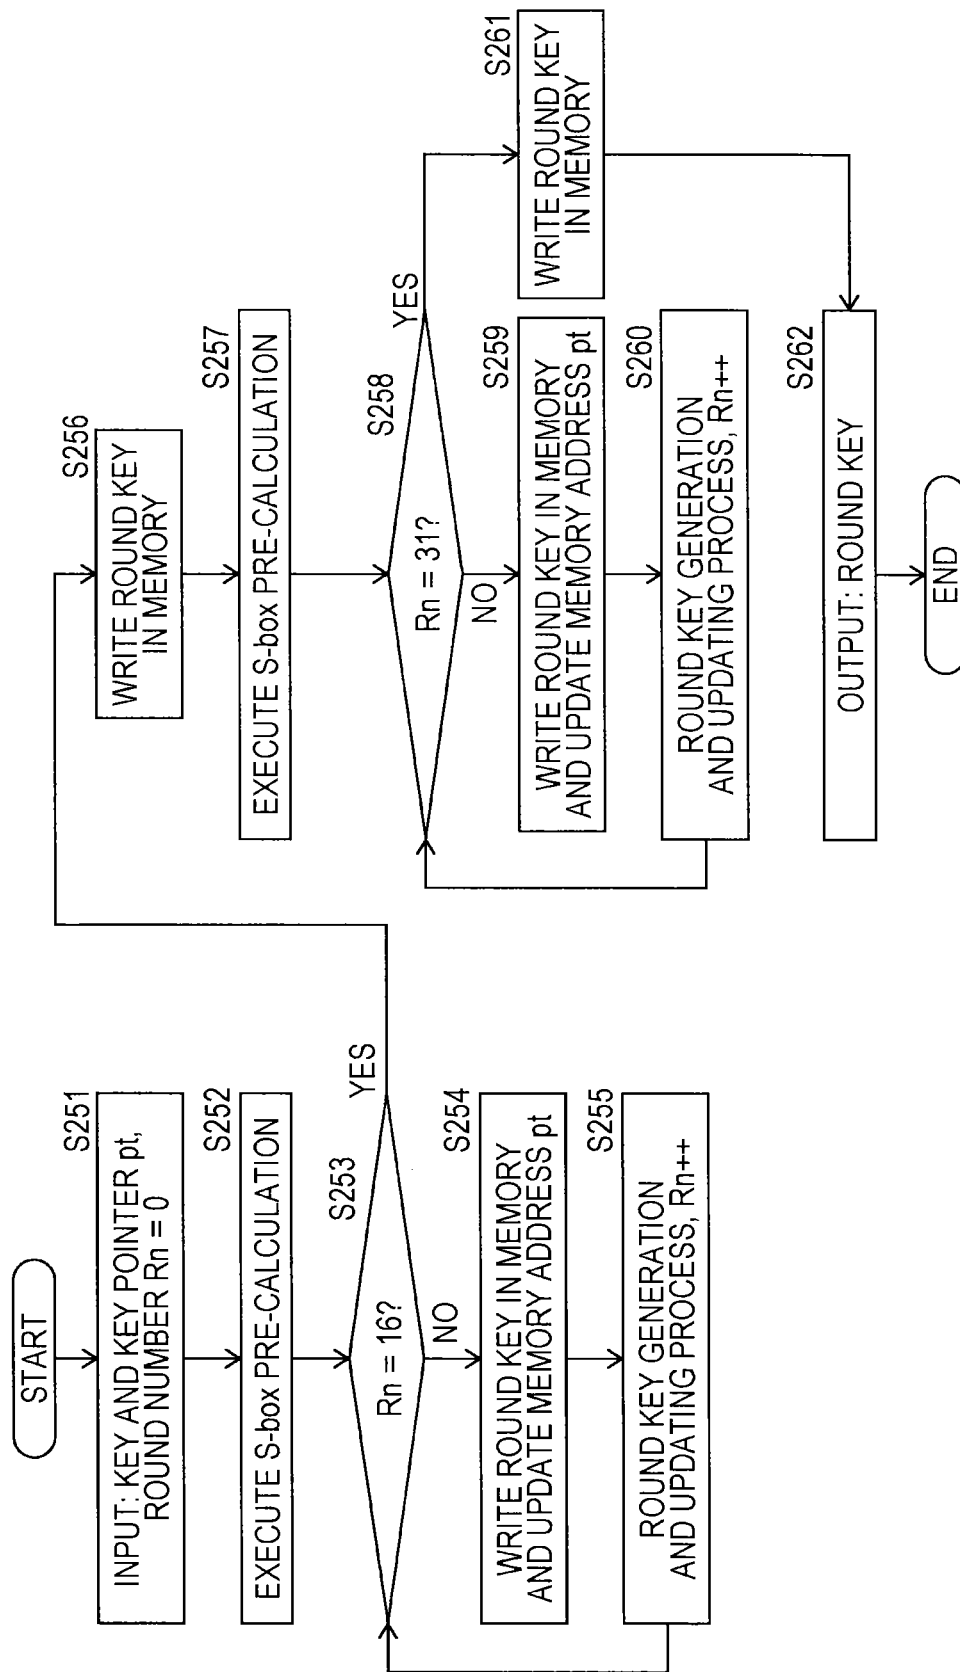 START
S251
INPUT: KEY AND KEY POINTER pt,
ROUND NUMBER Rn = 0
S252
EXECUTE S-box PRE-CALCULATION
S253
Rn = 16?
YES
NO
S254
WRITE ROUND KEY IN MEMORY
AND UPDATE MEMORY ADDRESS pt
S255
ROUND KEY GENERATION
AND UPDATING PROCESS, Rn++
S256
WRITE ROUND KEY
IN MEMORY
S257
EXECUTE S-box PRE-CALCULATION
S258
Rn = 31?
YES
NO
S259
WRITE ROUND KEY IN MEMORY
AND UPDATE MEMORY ADDRESS pt
S260
ROUND KEY GENERATION
AND UPDATING PROCESS, Rn++
S261
WRITE ROUND KEY
IN MEMORY
S262
OUTPUT: ROUND KEY
END